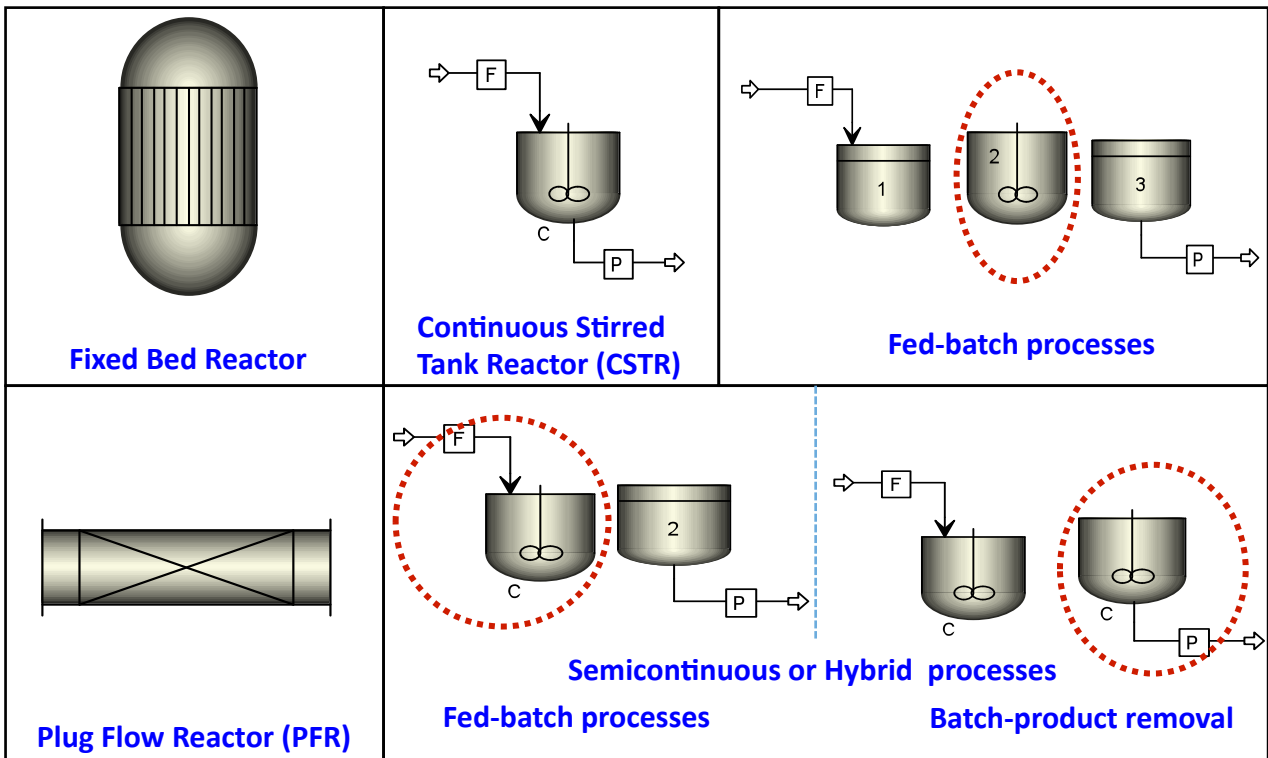 Fixed Bed Reactor
F
C
P
Continuous Stirred
Tank Reactor (CSTR)
F
1
2
3
P
Fed-batch processes
Plug Flow Reactor (PFR)
F
C
2
P
F
C
C
P
Semicontinuous or Hybrid processes
Fed-batch processes
Batch-product removal